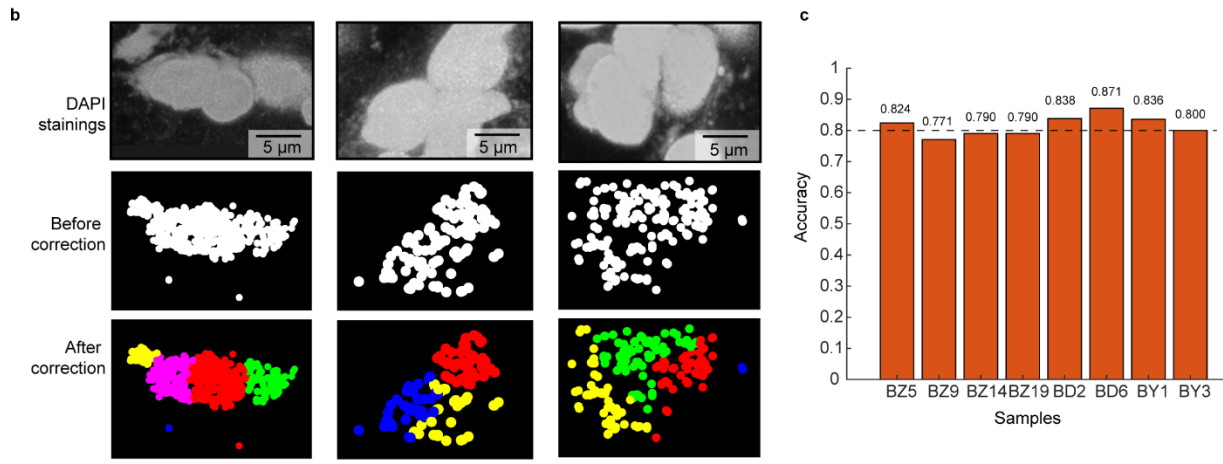 b
DAPI
stainings
5 µm
5 µm
5 µm
Before
correction
After
correction
c
Accuracy
1
0.9
0.8
0.7
0.6
0.5
0.4
0.3
0.2
0.1
0
0.824
0.771
0.790
0.790
0.838
0.871
0.836
0.800
BZ5 BZ9 BZ14 BZ19 BD2 BD6 BY1 BY3
Samples